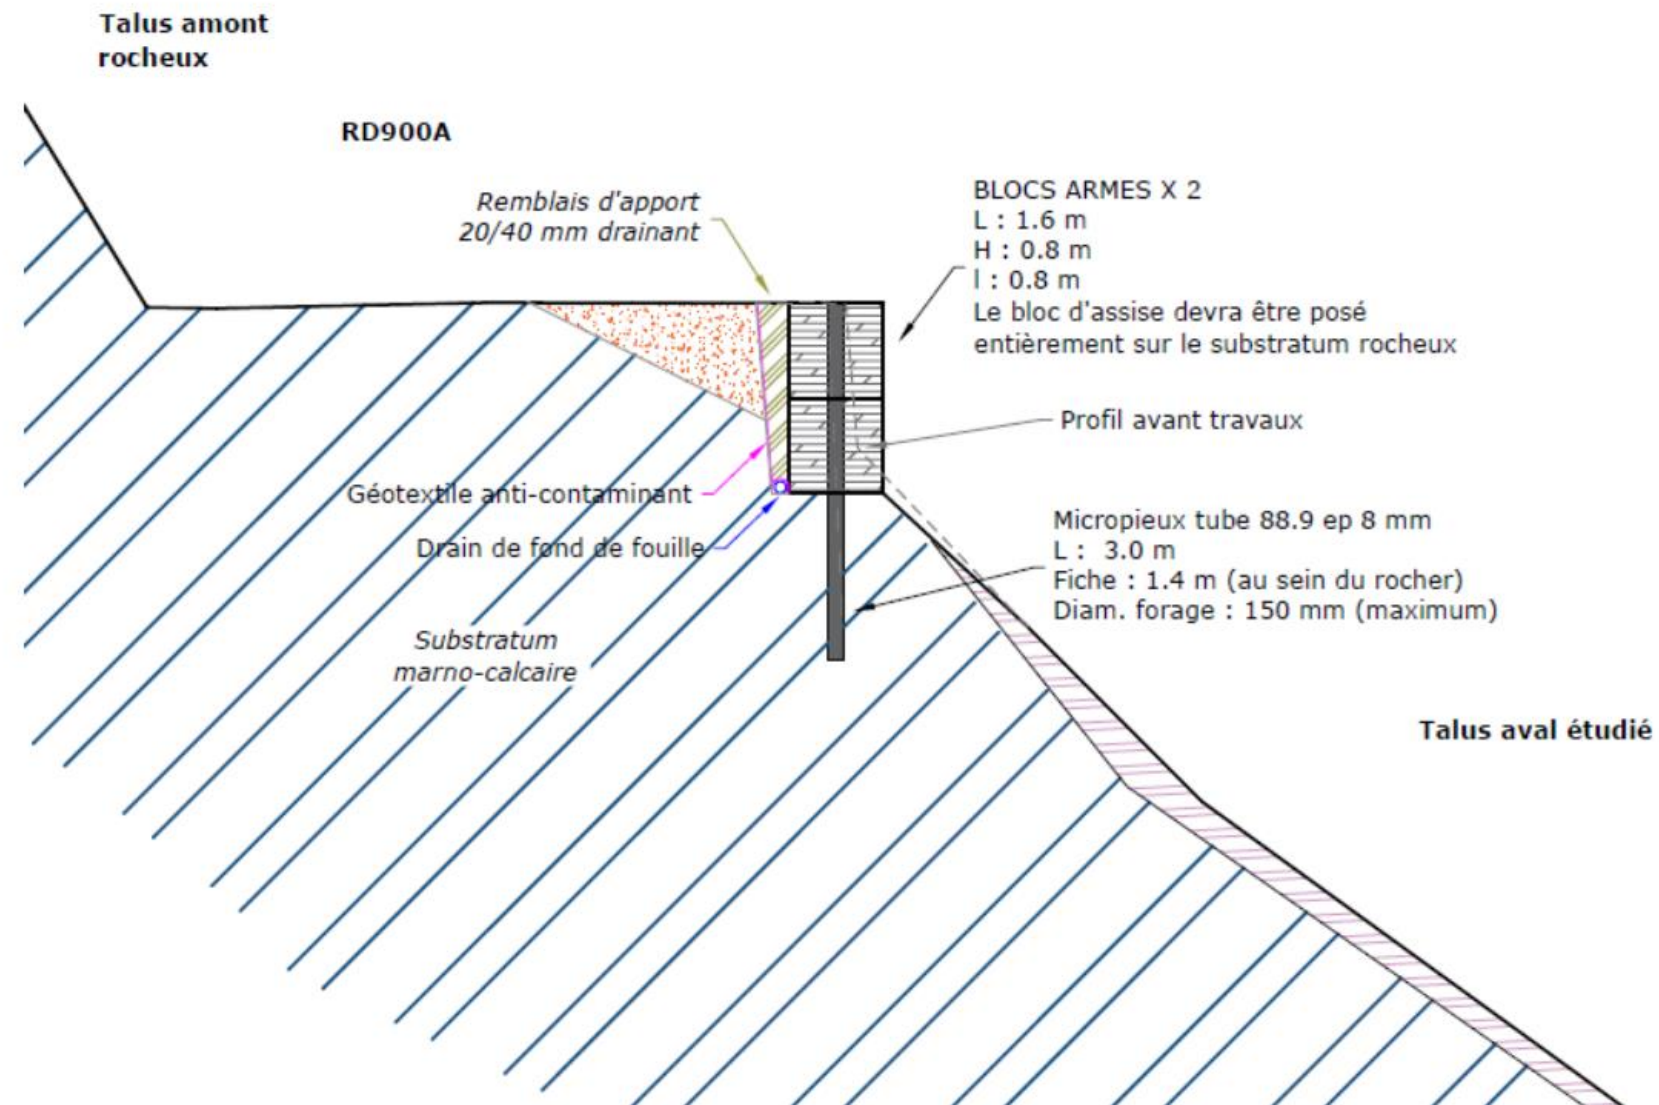 Talus amont
rocheux
RD900A
Remblais d'apport
20/40 mm drainant
BLOCS ARMES X 2
L : 1.6 m
H : 0.8 m
l : 0.8 m
Le bloc d'assise devra être posé
entièrement sur le substratum rocheux
Profil avant travaux
Géotextile anti-contaminant
Drain de fond de fouille
Micropieux tube 88.9 ep 8 mm
L : 3.0 m
Fiche : 1.4 m (au sein du rocher)
Diam. forage : 150 mm (maximum)
Substratum
marno-calcaire
Talus aval étudié